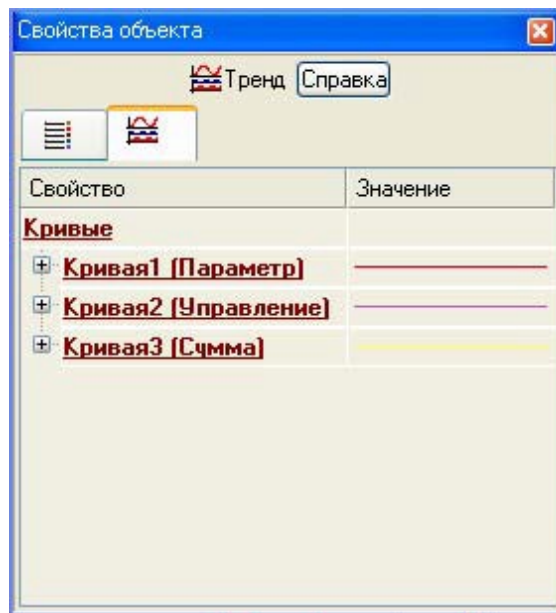 Свойства объекта
Тренд Справка
Свойство Значение
Кривые
Кривая1 (Параметр)
Кривая2 (Управление)
Кривая3 (Сумма)